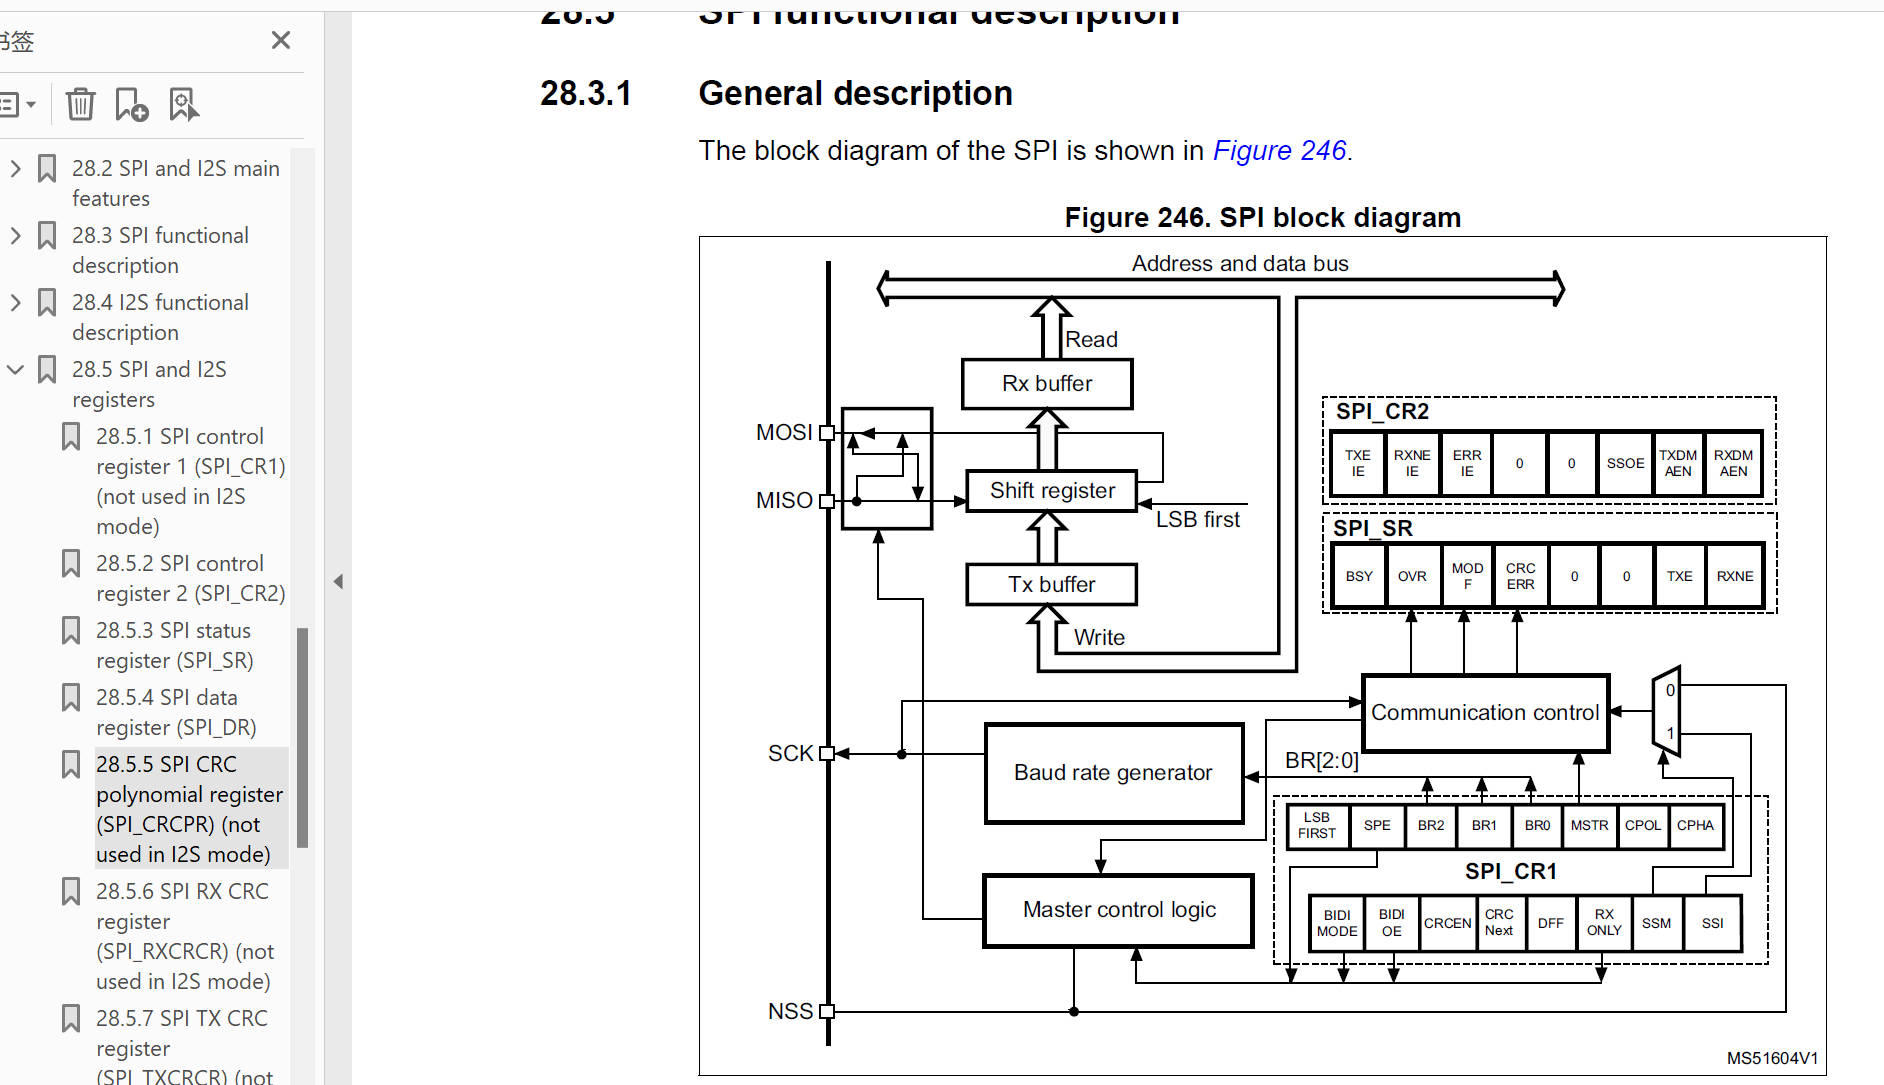 书签
28.2 SPI and I2S main
features
28.3 SPI functional
description
28.4 I2S functional
description
28.5 SPI and I2S
registers
28.5.1 SPI control
register 1 (SPI_CR1)
(not used in I2S
mode)
28.5.2 SPI control
register 2 (SPI_CR2)
28.5.3 SPI status
register (SPI_SR)
28.5.4 SPI data
register (SPI_DR)
28.5.5 SPI CRC
polynomial register
(SPI_CRCPR) (not
used in I2S mode)
28.5.6 SPI RX CRC
register
(SPI_RXCRCR) (not
used in I2S mode)
28.5.7 SPI TX CRC
register
(SPI_TXCRCR) (not
28.3 SPI functional description
28.3.1 General description
The block diagram of the SPI is shown in Figure 246.
Figure 246. SPI block diagram
Address and data bus
Read
Rx buffer
MOSI
MISO
Shift register
LSB first
Tx buffer
Write
SPI_CR2
TXE IE
RXNE IE
ERR IE
0
0
SSOE
TXDM AEN
RXDM AEN
SPI_SR
BSY
OVR
MOD F
CRC ERR
0
0
TXE
RXNE
Communication control
0
1
SCK
Baud rate generator
BR[2:0]
LSB FIRST
SPE
BR2
BR1
BR0
MSTR
CPOL
CPHA
SPI_CR1
Master control logic
BIDI MODE
BIDI OE
CRCEN
CRC Next
DFF
RX ONLY
SSM
SSI
NSS
MS51604V1